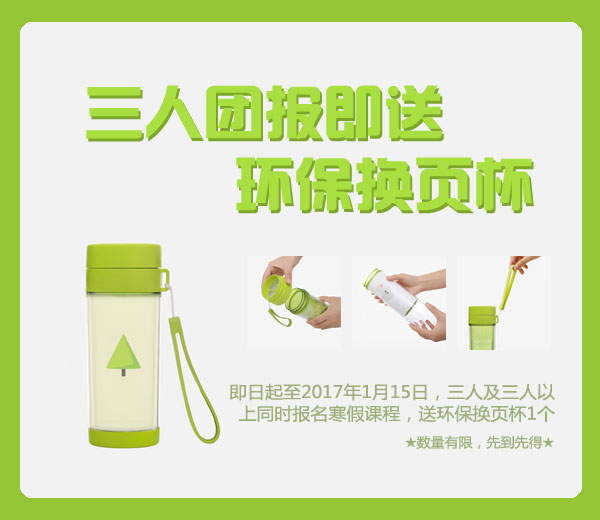 三人团报即送
环保换页杯
即日起至2017年1月15日，三人及三人以
上同时报名寒假课程，送环保换页杯1个
★数量有限，先到先得★